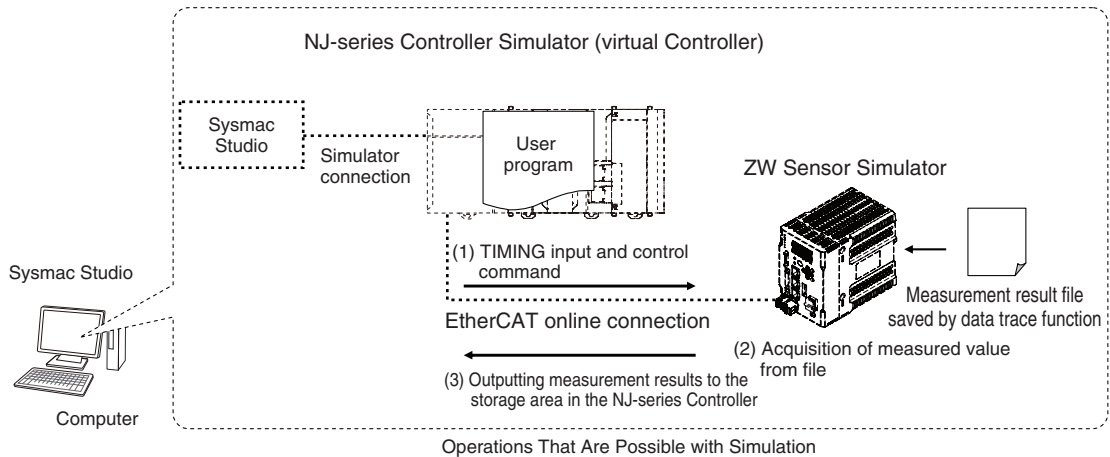 NJ-series Controller Simulator (virtual Controller)
Sysmac
Studio
Simulator
connection
User
program
ZW Sensor Simulator
(1) TIMING input and control
command
Sysmac Studio
EtherCAT online connection
Measurement result file
saved by data trace function
(2) Acquisition of measured value
from file
(3) Outputting measurement results to the
storage area in the NJ-series Controller
Computer
Operations That Are Possible with Simulation